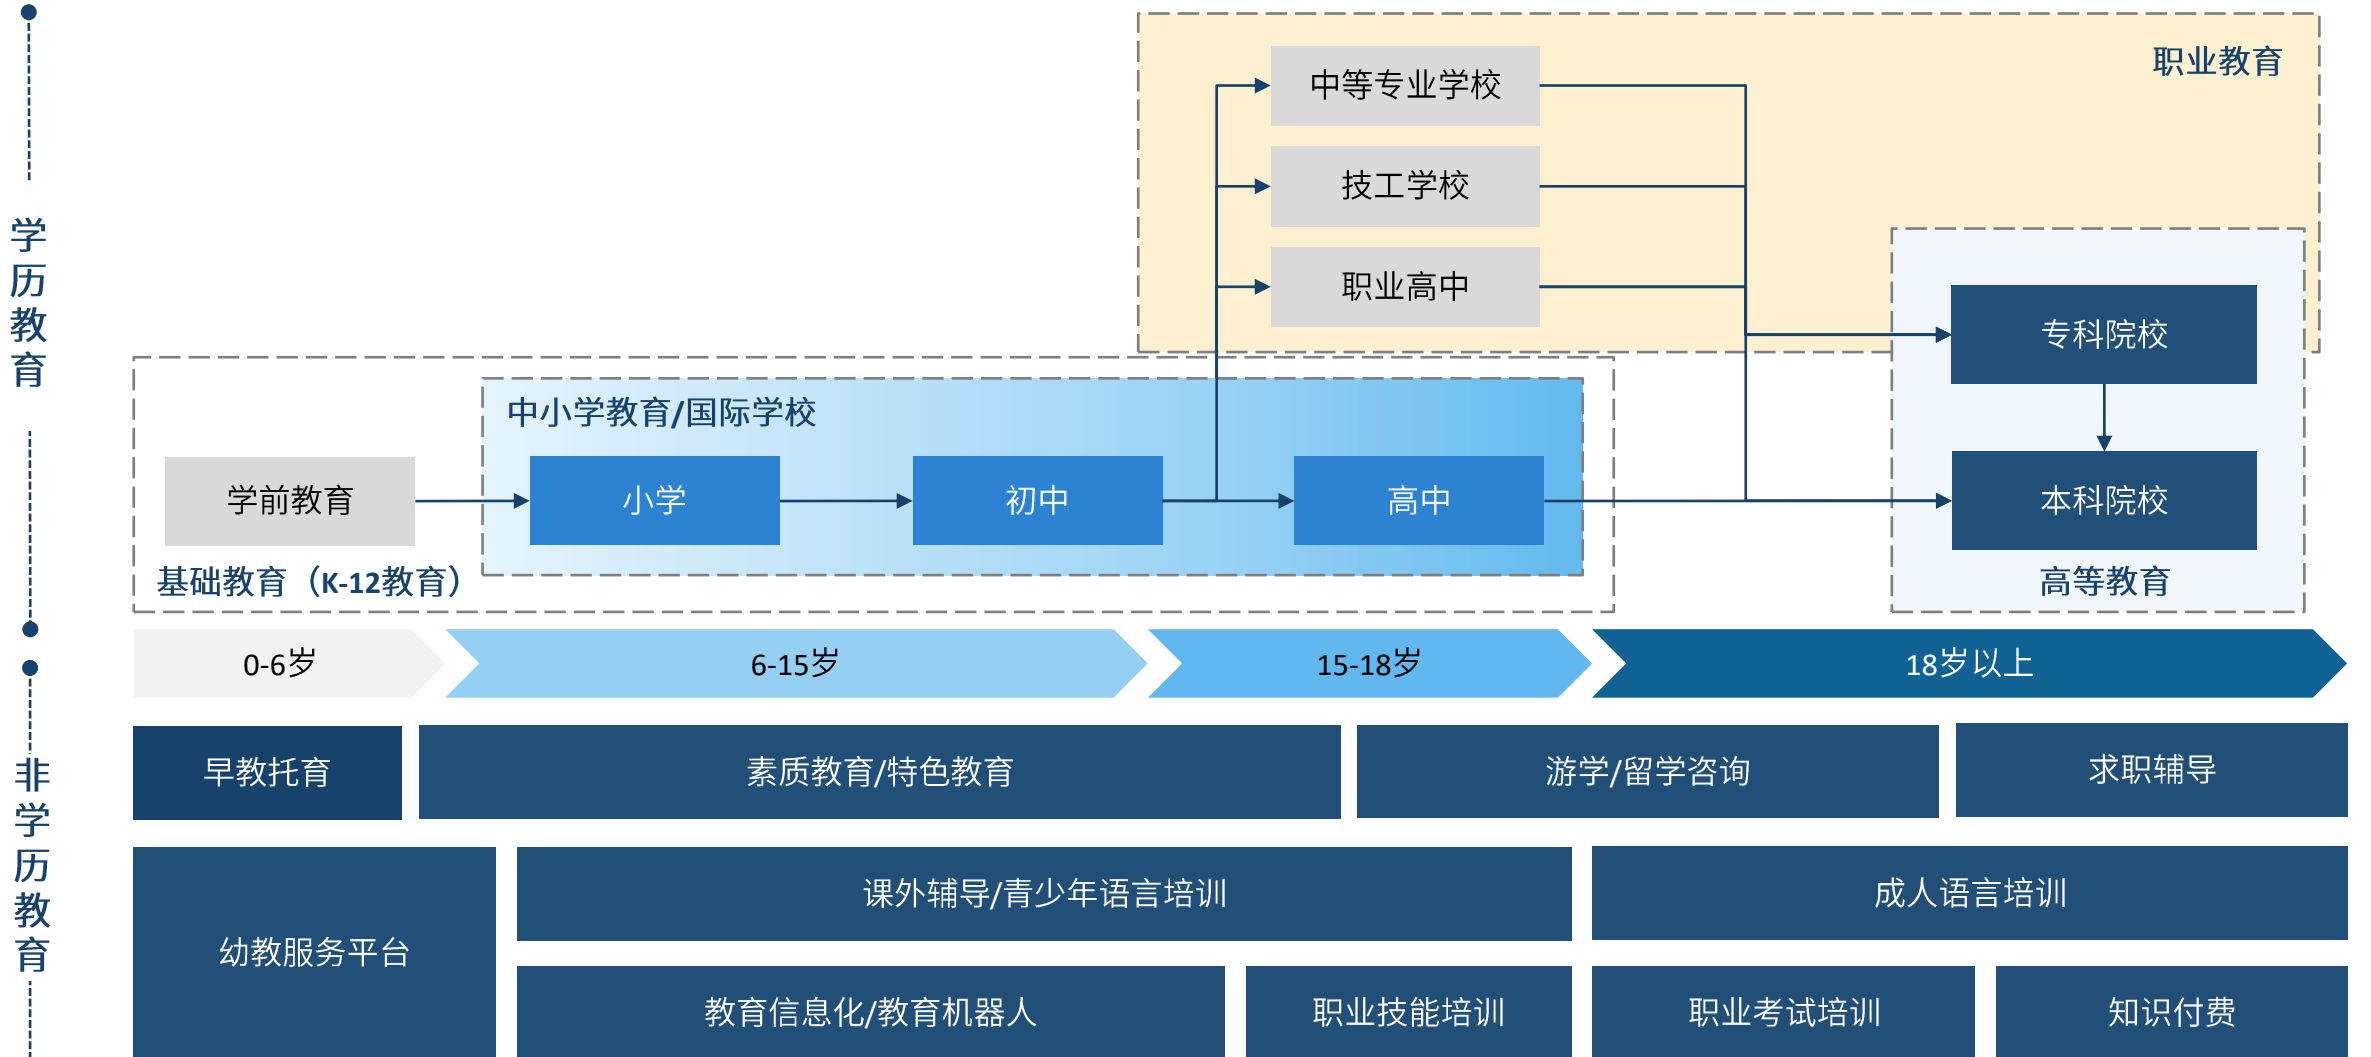 职业教育
中等专业学校
技工学校
职业高中
学历教育
专科院校
中小学教育/国际学校
学前教育
小学
初中
高中
本科院校
基础教育（K-12教育）
高等教育
0-6岁
6-15岁
15-18岁
18岁以上
非学历教育
早教托育
素质教育/特色教育
游学/留学咨询
求职辅导
幼教服务平台
课外辅导/青少年语言培训
成人语言培训
教育信息化/教育机器人
职业技能培训
职业考试培训
知识付费